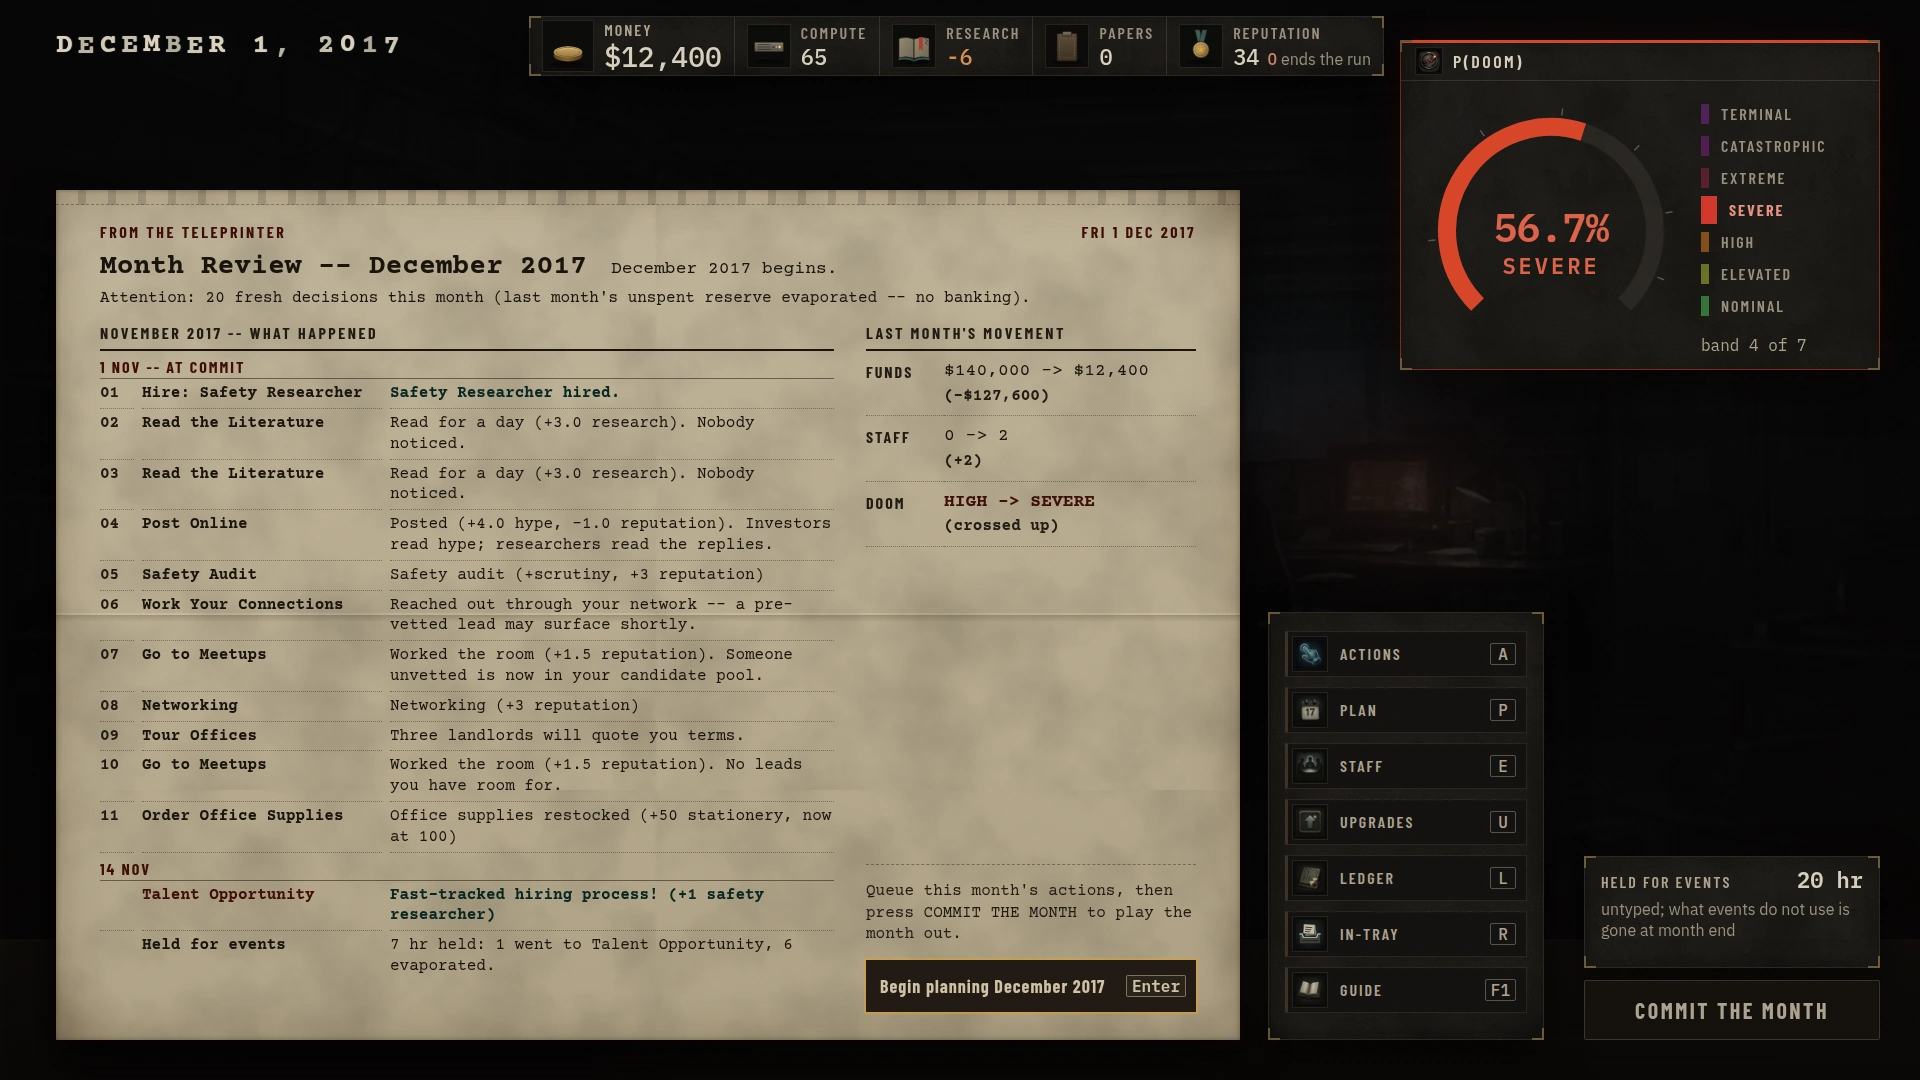 DECEMBER 1, 2017
MONEY
$12,400
COMPUTE
65
RESEARCH
-6
PAPERS
0
REPUTATION
34 0 ends the run
P(DOOM)
56.7%
SEVERE
TERMINAL
CATASTROPHIC
EXTREME
SEVERE
HIGH
ELEVATED
NOMINAL
band 4 of 7
FROM THE TELEPRINTER
FRI 1 DEC 2017
Month Review -- December 2017 December 2017 begins.
Attention: 20 fresh decisions this month (last month's unspent reserve evaporated -- no banking).
NOVEMBER 2017 -- WHAT HAPPENED
1 NOV -- AT COMMIT
01 Hire: Safety Researcher Safety Researcher hired.
02 Read the Literature Read for a day (+3.0 research). Nobody
noticed.
03 Read the Literature Read for a day (+3.0 research). Nobody
noticed.
04 Post Online Posted (+4.0 hype, -1.0 reputation). Investors
read hype; researchers read the replies.
05 Safety Audit Safety audit (+scrutiny, +3 reputation)
06 Work Your Connections Reached out through your network -- a pre-
vetted lead may surface shortly.
07 Go to Meetups Worked the room (+1.5 reputation). Someone
unvetted is now in your candidate pool.
08 Networking Networking (+3 reputation)
09 Tour Offices Three landlords will quote you terms.
10 Go to Meetups Worked the room (+1.5 reputation). No leads
you have room for.
11 Order Office Supplies Office supplies restocked (+50 stationery, now
at 100)
14 NOV
Talent Opportunity Fast-tracked hiring process! (+1 safety
researcher)
Held for events 7 hr held: 1 went to Talent Opportunity, 6
evaporated.
LAST MONTH'S MOVEMENT
FUNDS $140,000 -> $12,400
(-$127,600)
STAFF 0 -> 2
(+2)
DOOM HIGH -> SEVERE
(crossed up)
Queue this month's actions, then
press COMMIT THE MONTH to play the
month out.
Begin planning December 2017 Enter
ACTIONS A
17
PLAN P
STAFF E
UPGRADES U
LEDGER L
IN-TRAY R
GUIDE F1
HELD FOR EVENTS 20 hr
untyped; what events do not use is
gone at month end
COMMIT THE MONTH